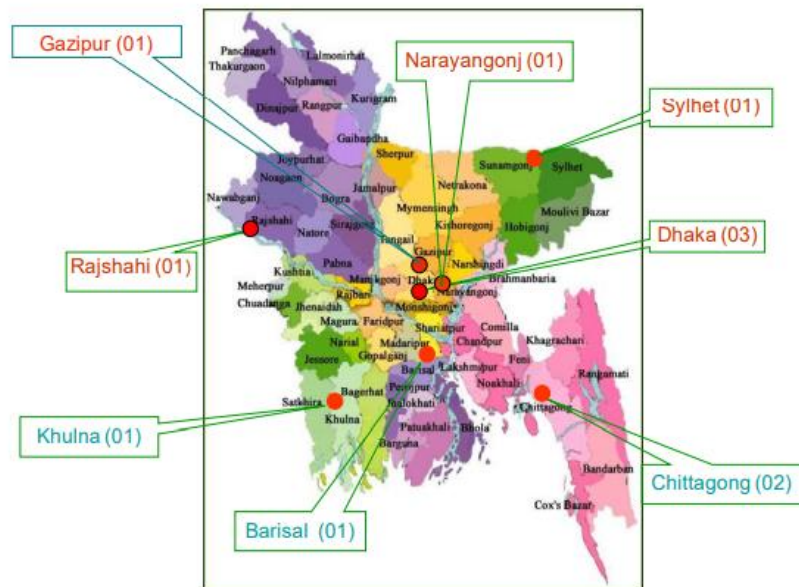 Gazipur (01)
Narayangonj (01)
Sylhet (01)
Dhaka (03)
Rajshahi (01)
Khulna (01)
Barisal (01)
Chittagong (02)
Panchagarh
Thakurgaon
Lalmonirhat
Nilphamari
Dinajpur
Rangpur
Kurigram
Gaibandha
Joypurhat
Noagaon
Nawabganj
Bogra
Rajshahi
Natore
Sirajgonj
Pabna
Sherpur
Jamalpur
Mymensingh
Netrakona
Kishoregonj
Sunamgonj
Sylhet
Moulivi Bazar
Hobigonj
Tangail
Gazipur
Narshingdi
Manikgonj
Dhaka
Narayangonj
Brahmanbaria
Kushtia
Meherpur
Chuadanga
Jhenaidah
Magura
Rajbari
Faridpur
Monshigonj
Shariatpur
Madaripur
Gopalganj
Narial
Jessore
Comilla
Chandpur
Lakshmipur
Noakhali
Feni
Khagrachari
Rangamati
Chittagong
Bandarban
Cox's Bazar
Satkhira
Khulna
Bagerhat
Barisal
Jhalokhati
Patuakhali
Barguna
Bhola